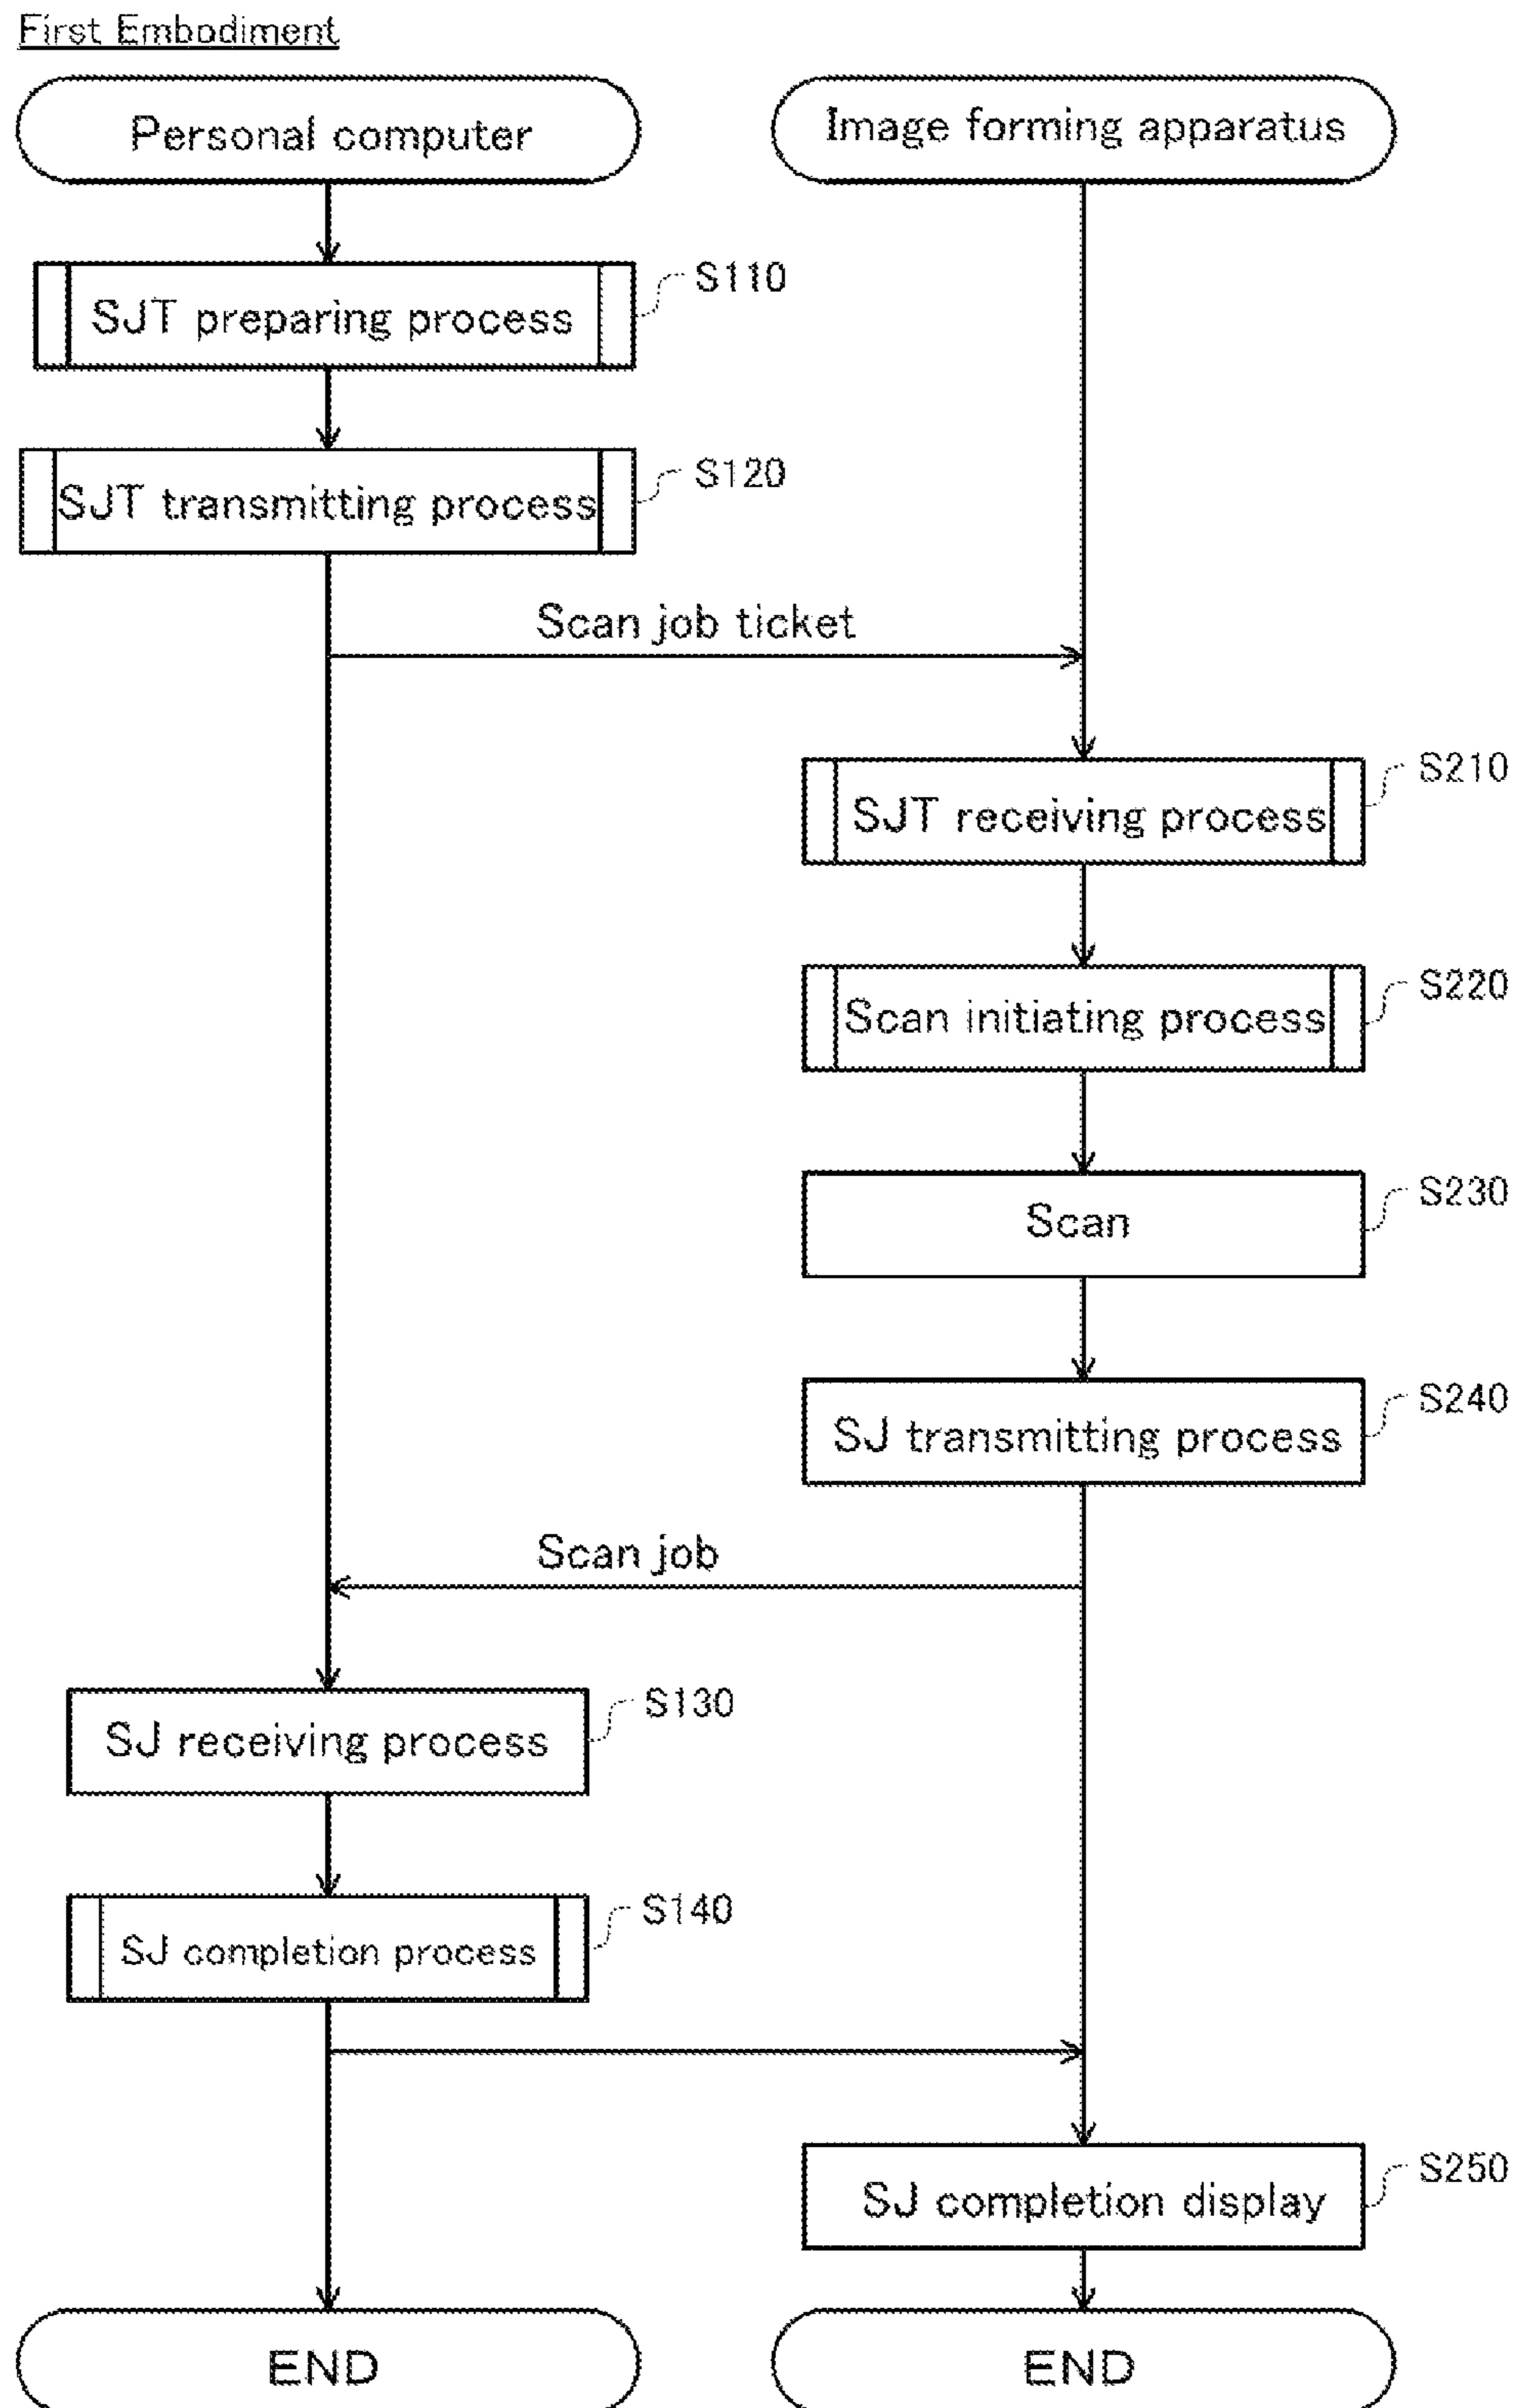 First Embodiment
Personal computer
Image forming apparatus
SJT preparing process
S110
SJT transmitting process
S120
Scan job ticket
SJT receiving process
S210
Scan initiating process
S220
Scan
S230
SJ transmitting process
S240
Scan job
SJ receiving process
S130
SJ completion process
S140
SJ completion display
S250
END
END